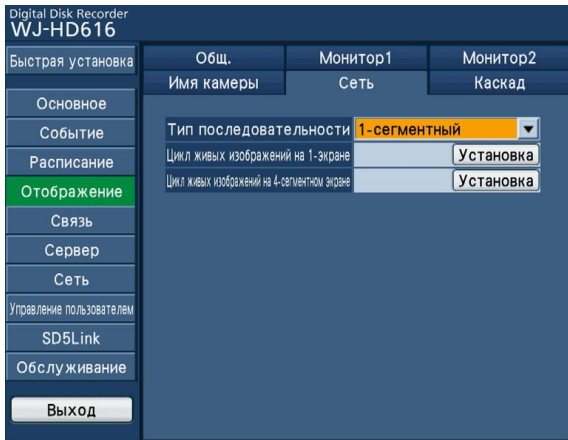 Digital Disk Recorder
WJ-HD616
Быстрая установка
Основное
Событие
Расписание
Отображение
Связь
Сервер
Сеть
Управление пользователем
SD5Link
Обслуживание
Выход
Общ. Монитор1 Монитор2
Имя камеры Сеть Каскад
Тип последовательности 1-сегментный
Цикл живых изображений на 1-экране Установка
Цикл живых изображений на 4-сегментном экране Установка